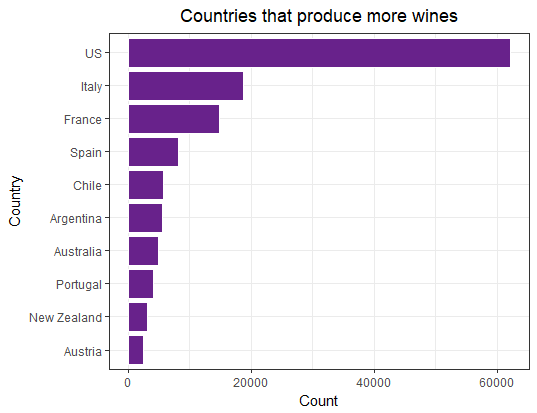 Countries that produce more wines
US
Italy
France
Spain
Chile
Argentina
Australia
Portugal
New Zealand
Austria
Country
0 20000 40000 60000
Count